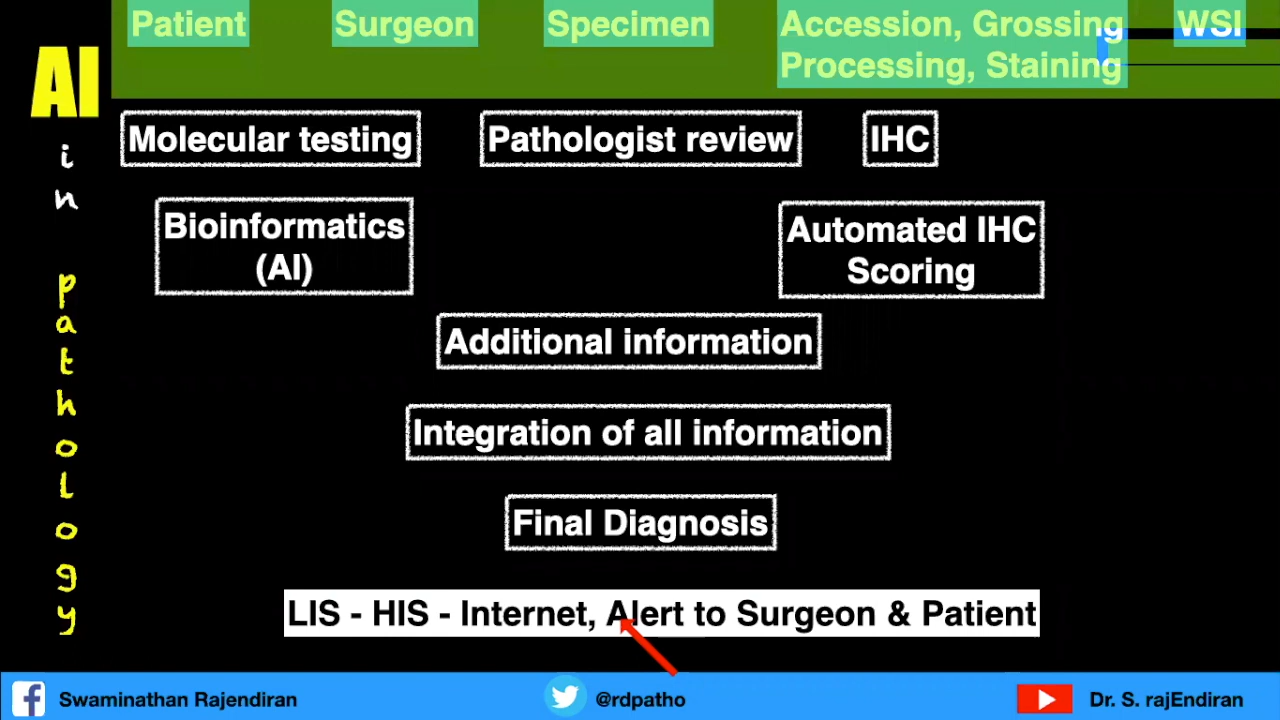 Patient
Surgeon
Specimen
Accession, Grossing
Processing, Staining
WSI
AI
in pathology
Molecular testing
Pathologist review
IHC
Bioinformatics
(AI)
Automated IHC
Scoring
Additional information
Integration of all information
Final Diagnosis
LIS - HIS - Internet, Alert to Surgeon & Patient
Swaminathan Rajendiran
@rdpatho
Dr. S. rajEndiran